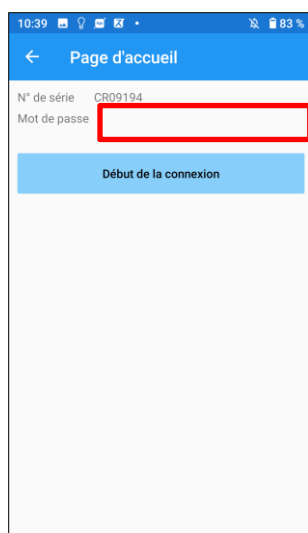 10:39 83 %
Page d'accueil
N° de série CR09194
Mot de passe
Début de la connexion